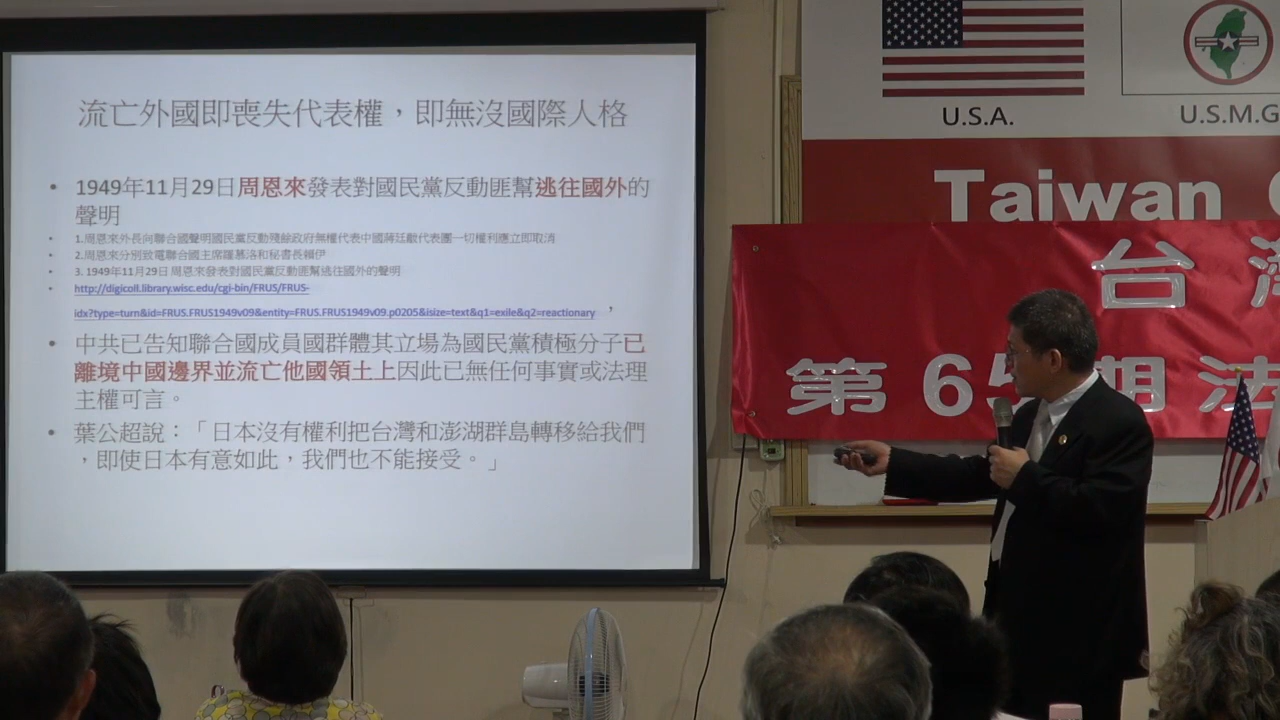 流亡外國即喪失代表權，即無沒國際人格
• 1949年11月29日周恩來發表對國民黨反動匪幫逃往國外的
聲明
• 1.周恩來外長向聯合國聲明國民黨反動殘餘政府無權代表中國蔣廷黻代表團一切權利應立即取消
• 2.周恩來分別致電聯合國主席羅慕洛和秘書長賴伊
• 3. 1949年11月29日 周恩來發表對國民黨反動匪幫逃往國外的聲明
• http://digicoll.library.wisc.edu/cgi-bin/FRUS/FRUS-
idx?type=turn&id=FRUS.FRUS1949v09&entity=FRUS.FRUS1949v09.p0205&isize=text&q1=exile&q2=reactionary ，
• 中共已告知聯合國成員國群體其立場為國民黨積極分子已
離境中國邊界並流亡他國領土上因此已無任何事實或法理
主權可言。
• 葉公超說：「日本沒有權利把台灣和澎湖群島轉移給我們
，即使日本有意如此，我們也不能接受。」
U.S.A.
U.S.M.G
Taiwan
台
第 65 期 法